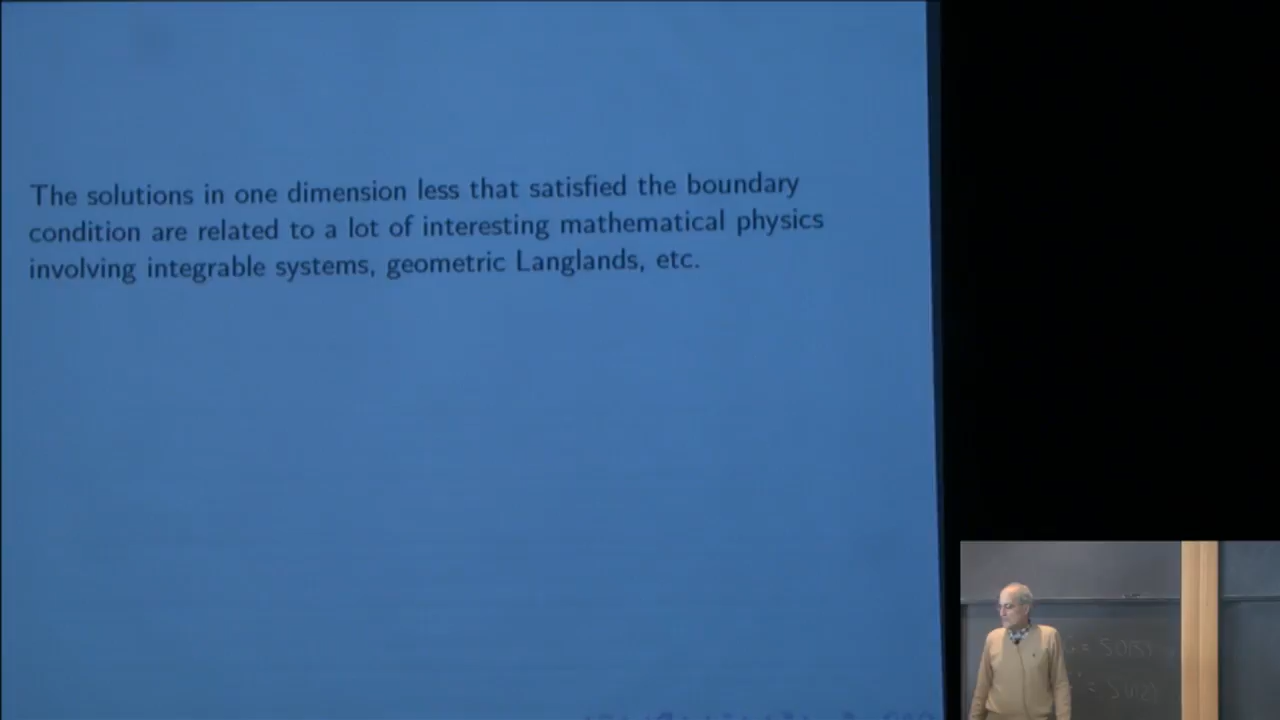 The solutions in one dimension less that satisfied the boundary
condition are related to a lot of interesting mathematical physics
involving integrable systems, geometric Langlands, etc.